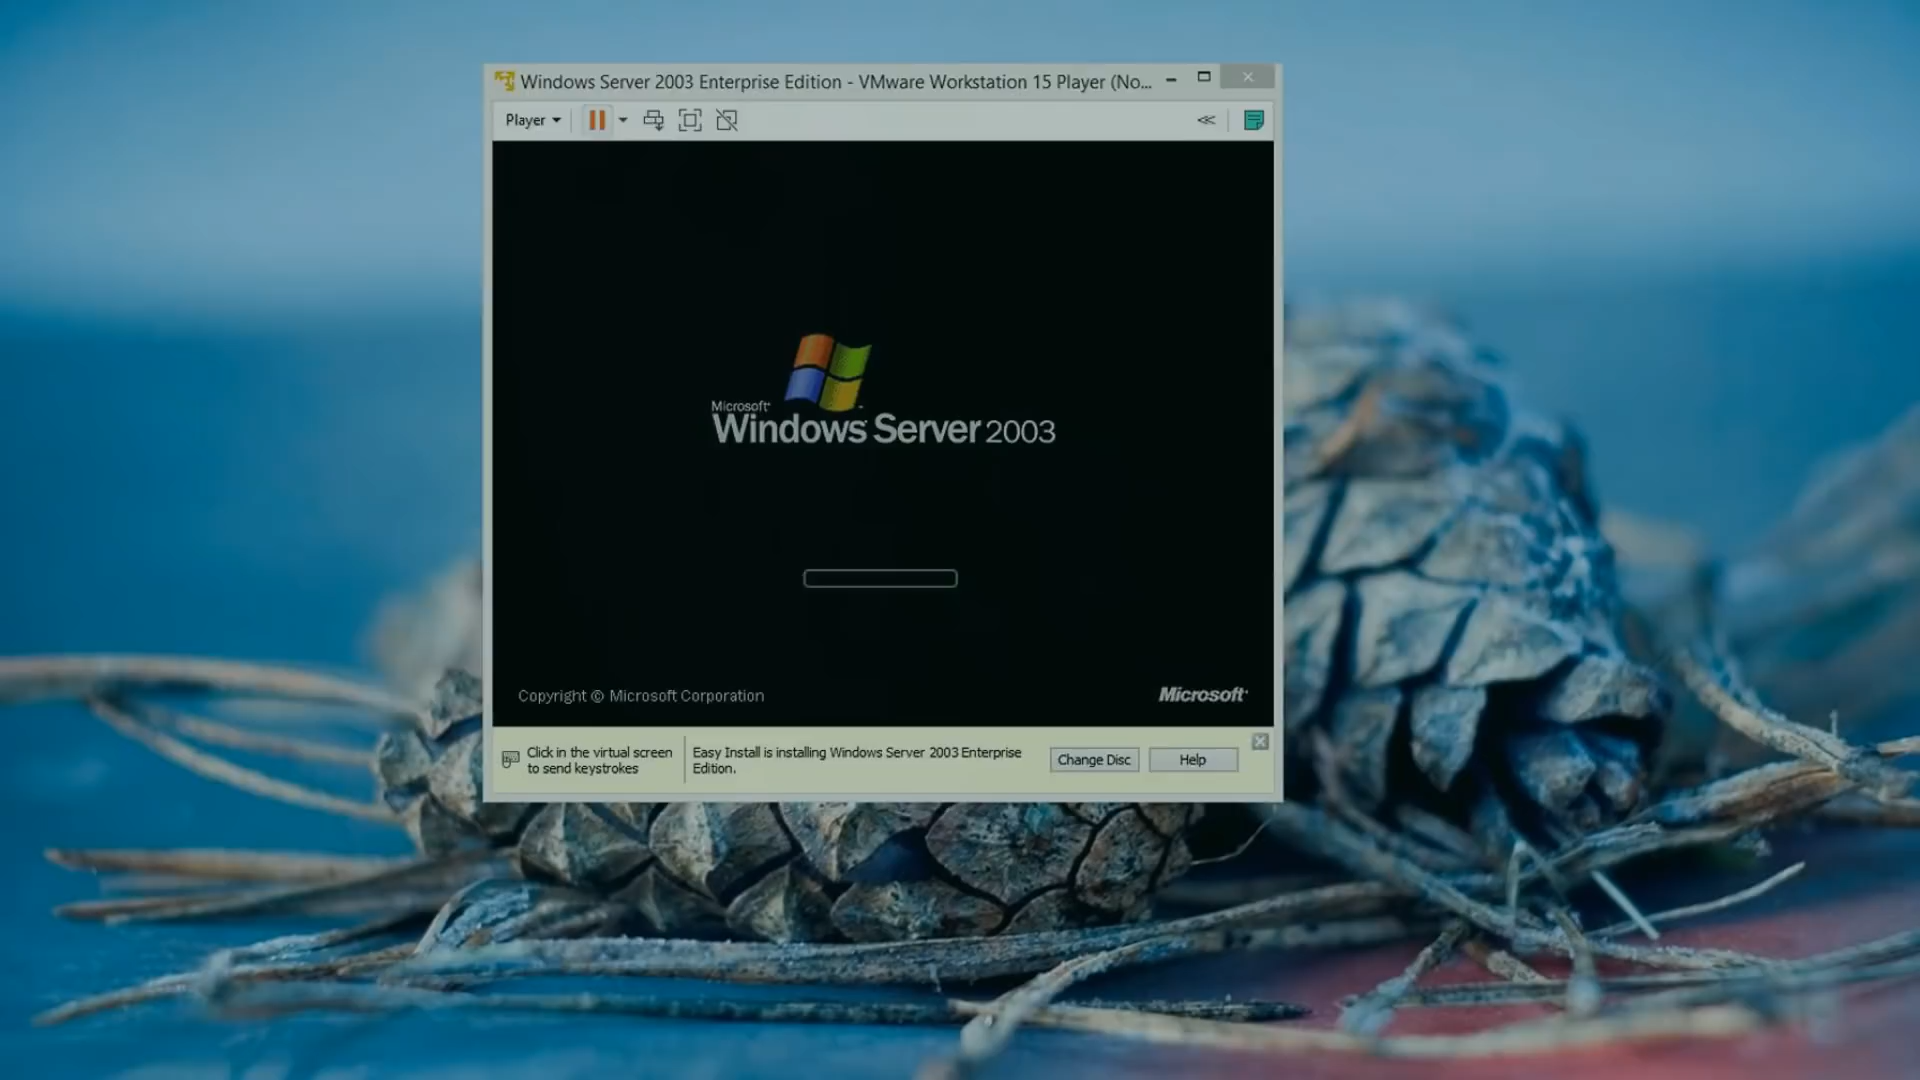 Windows Server 2003 Enterprise Edition - VMware Workstation 15 Player (No...
Player
Microsoft
Windows Server 2003
Copyright © Microsoft Corporation
Microsoft
Click in the virtual screen
to send keystrokes
Easy Install is installing Windows Server 2003 Enterprise
Edition.
Change Disc
Help